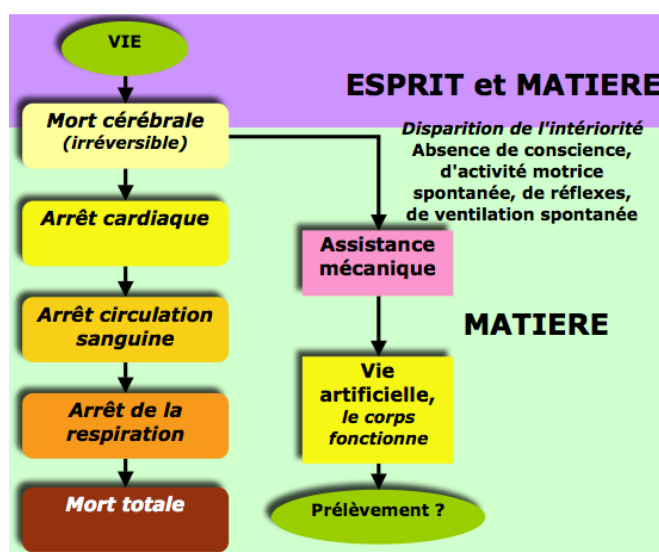 VIE
ESPRIT et MATIERE
Mort cérébrale
(irréversible)
Disparition de l'intériorité
Absence de conscience,
d'activité motrice
spontanée, de réflexes,
de ventilation spontanée
Arrêt cardiaque
Assistance
mécanique
Arrêt circulation
sanguine
MATIERE
Vie
artificielle,
le corps
fonctionne
Arrêt de la
respiration
Mort totale
Prélèvement ?